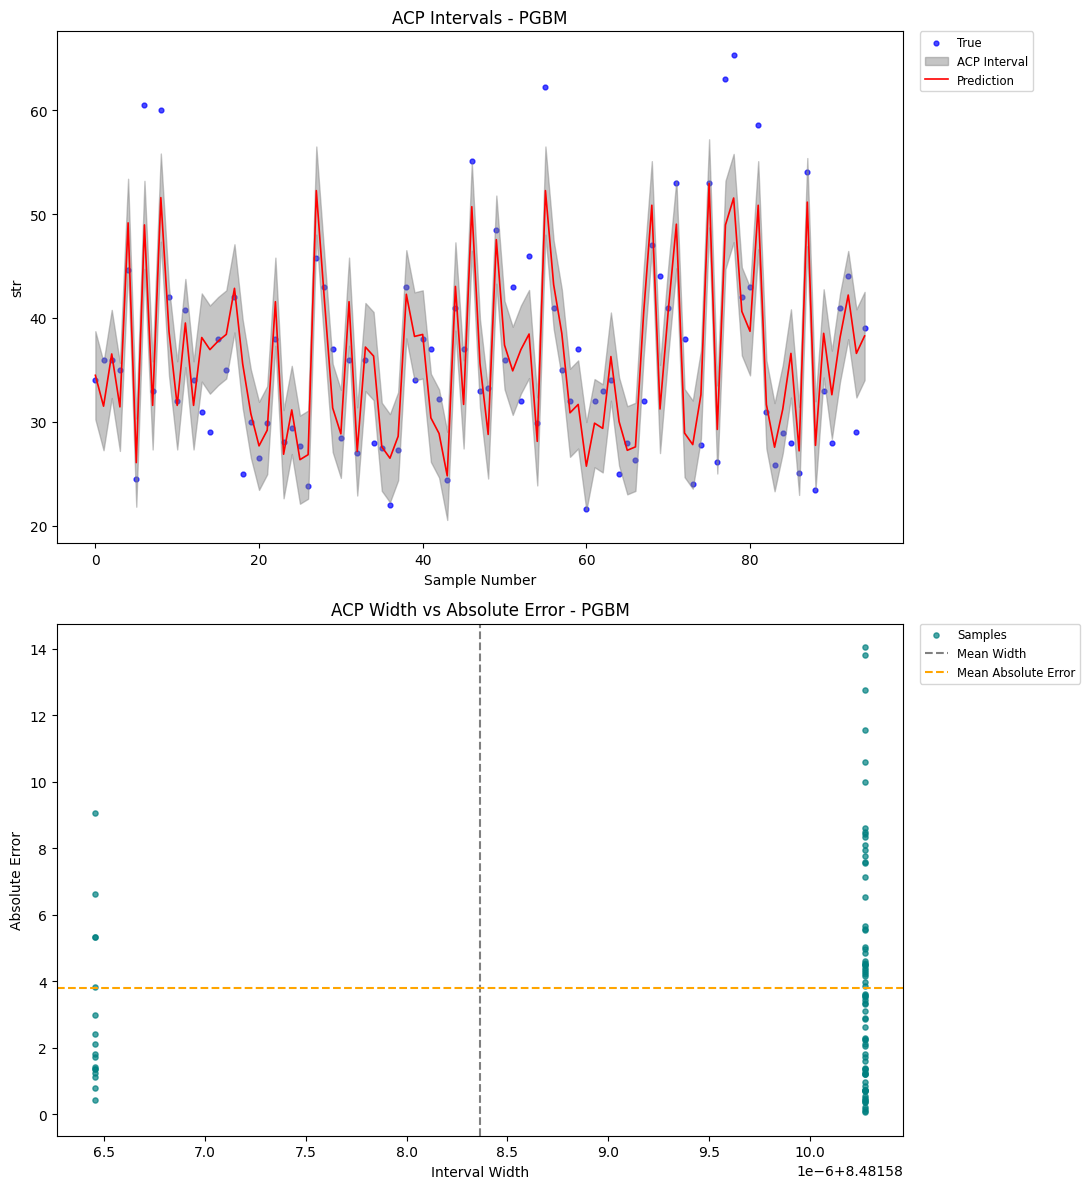 ACP Intervals - PGBM
True
ACP Interval
Prediction
60
50
40
30
20
str
0 20 40 60 80
Sample Number
ACP Width vs Absolute Error - PGBM
Samples
Mean Width
Mean Absolute Error
14
12
10
8
6
4
2
0
Absolute Error
6.5 7.0 7.5 8.0 8.5 9.0 9.5 10.0
Interval Width
1e-6+8.48158